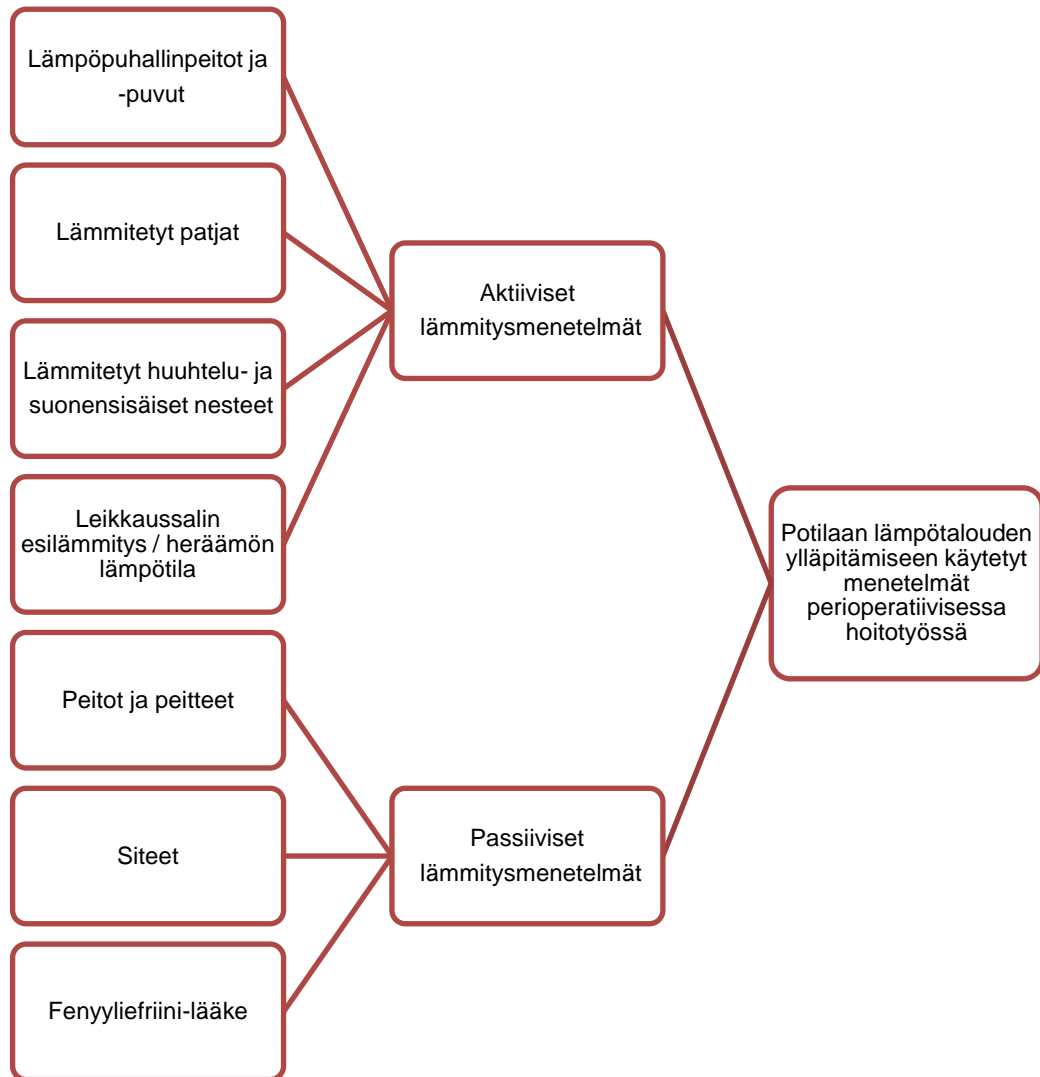 Lämpöpuhallinpeitot ja
-puvut
Lämmitetyt patjat
Lämmitetyt huuhtelu- ja
suonensisäiset nesteet
Leikkaussalin
esilämmitys / heräämön
lämpötila
Peitot ja peitteet
Siteet
Fenyyliefriini-lääke
Aktiiviset
lämmitysmenetelmät
Passiiviset
lämmitysmenetelmät
Potilaan lämpötalouden
ylläpitämiseen käytetyt
menetelmät
perioperatiivisessa
hoitotyössä